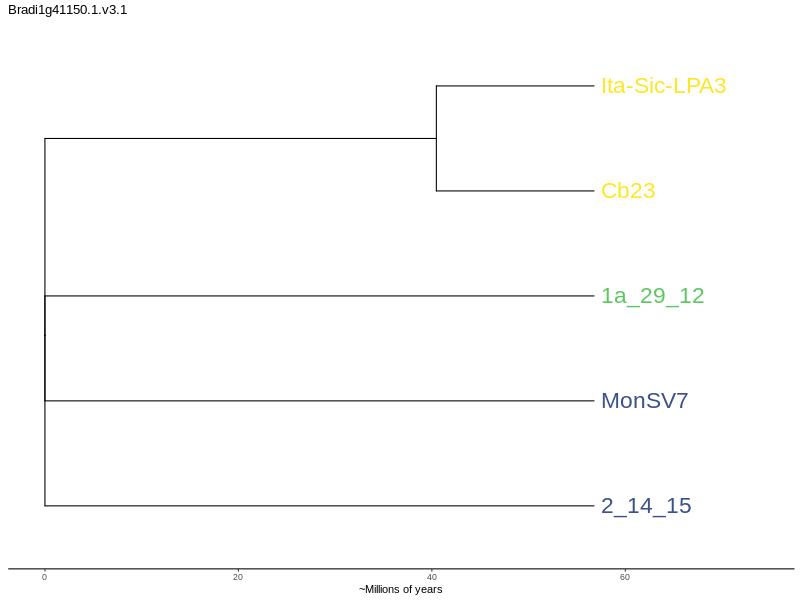 Bradi1g41150.1.v3.1
Ita-Sic-LPA3
Cb23
1a_29_12
MonSV7
2_14_15
0 20 40 60
~Millions of years